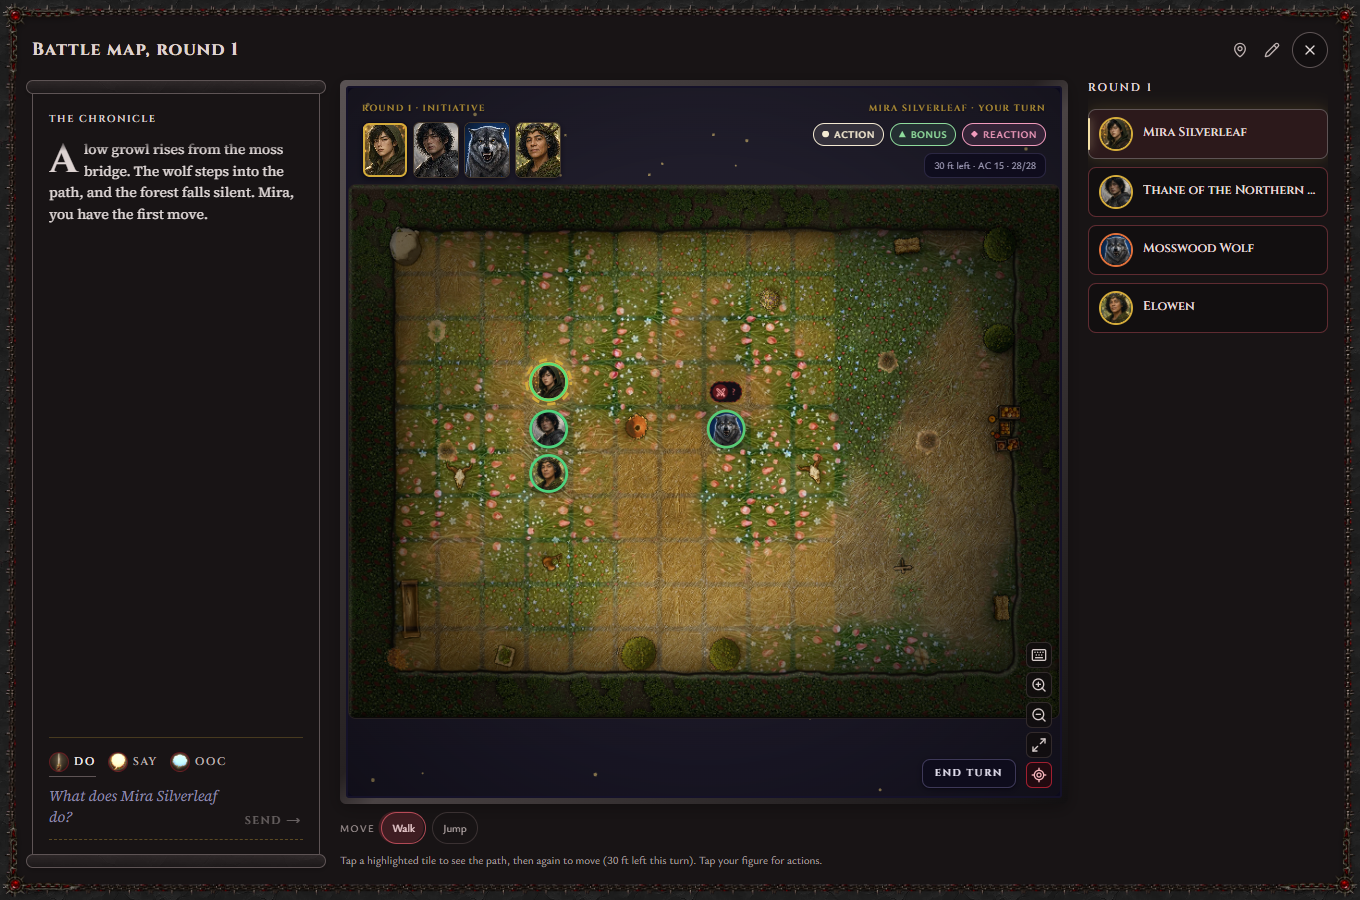 Battle map, round 1
THE CHRONICLE
A low growl rises from the moss
bridge. The wolf steps into the
path, and the forest falls silent. Mira,
you have the first move.
DO
SAY
OOC
What does Mira Silverleaf
do?
SEND →
ROUND 1 · INITIATIVE
MIRA SILVERLEAF · YOUR TURN
ACTION
BONUS
REACTION
30 ft left · AC 15 · 28/28
?
END TURN
MOVE
Walk
Jump
Tap a highlighted tile to see the path, then again to move (30 ft left this turn). Tap your figure for actions.
ROUND 1
Mira Silverleaf
Thane of the Northern ...
Mosswood Wolf
Elowen